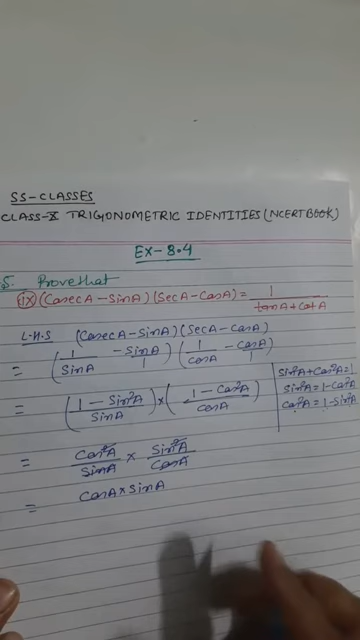 SS-CLASSES
CLASS-X TRIGONOMETRIC IDENTITIES (NCERT BOOK)
EX-8.4
5. Prove that
(ix) (CosecA - SinA) (SecA - CosA) = 1/(tanA + CotA)
L.H.S (CosecA - SinA) (SecA - CosA)
= (1/SinA - SinA/1) (1/CosA - CosA/1)
= ((1 - Sin²A)/SinA) × ((1 - Cos²A)/CosA)
Sin²A + Cos²A = 1
Sin²A = 1 - Cos²A
Cos²A = 1 - Sin²A
= Cos²A/SinA × Sin²A/CosA
= CosA × SinA
=